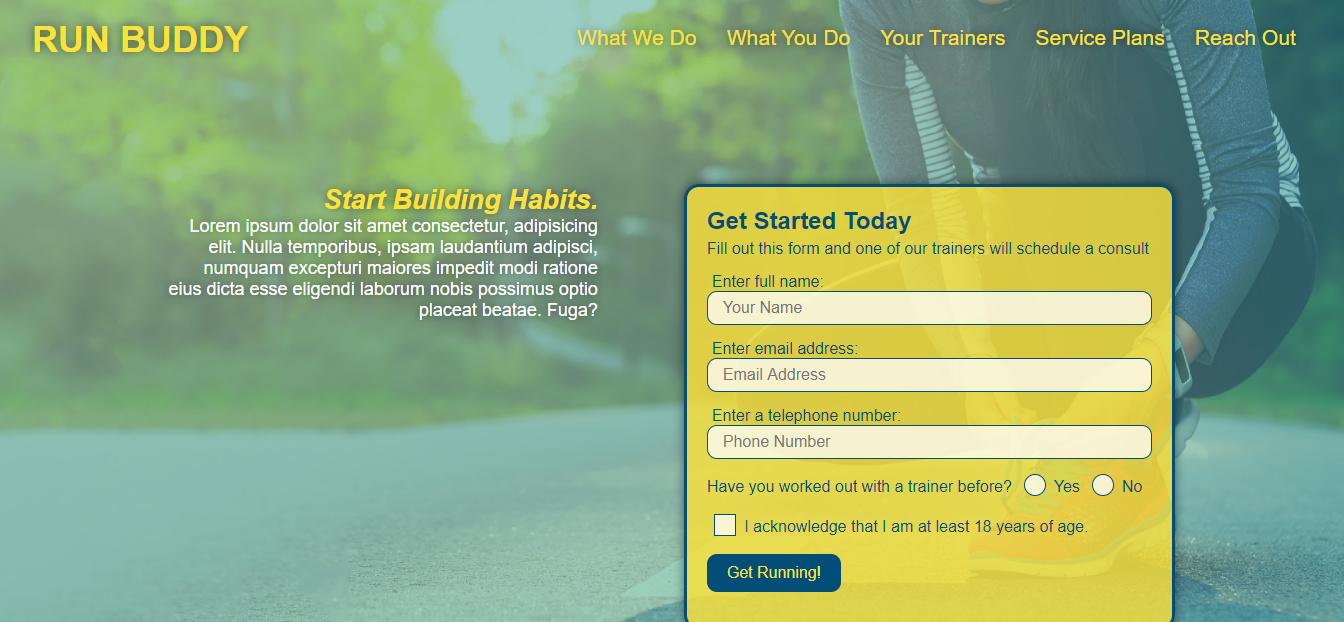 RUN BUDDY
What We Do
What You Do
Your Trainers
Service Plans
Reach Out
Start Building Habits.
Lorem ipsum dolor sit amet consectetur, adipisicing
elit. Nulla temporibus, ipsam laudantium adipisci,
numquam excepturi maiores impedit modi ratione
eius dicta esse eligendi laborum nobis possimus optio
placeat beatae. Fuga?
Get Started Today
Fill out this form and one of our trainers will schedule a consult
Enter full name:
Your Name
Enter email address:
Email Address
Enter a telephone number:
Phone Number
Have you worked out with a trainer before? Yes No
I acknowledge that I am at least 18 years of age.
Get Running!